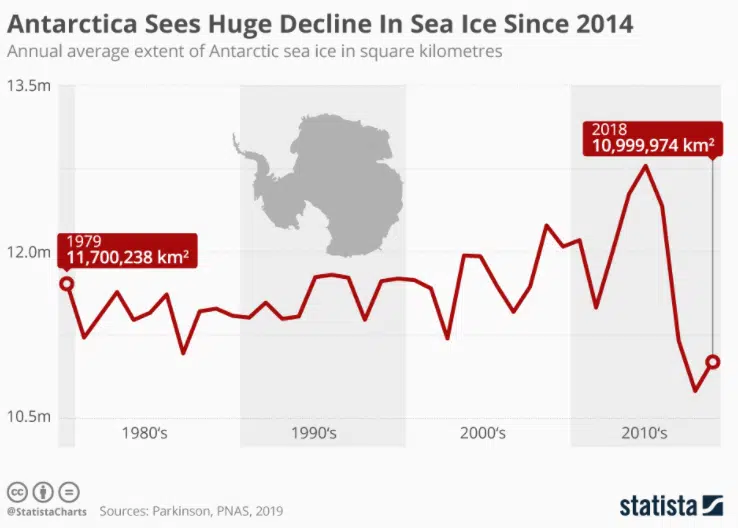 Antarctica Sees Huge Decline In Sea Ice Since 2014
Annual average extent of Antarctic sea ice in square kilometres
13.5m
2018
10,999,974 km²
1979
11,700,238 km²
12.0m
10.5m
1980's
1990's
2000's
2010's
cc
@StatistaCharts
Sources: Parkinson, PNAS, 2019
statista